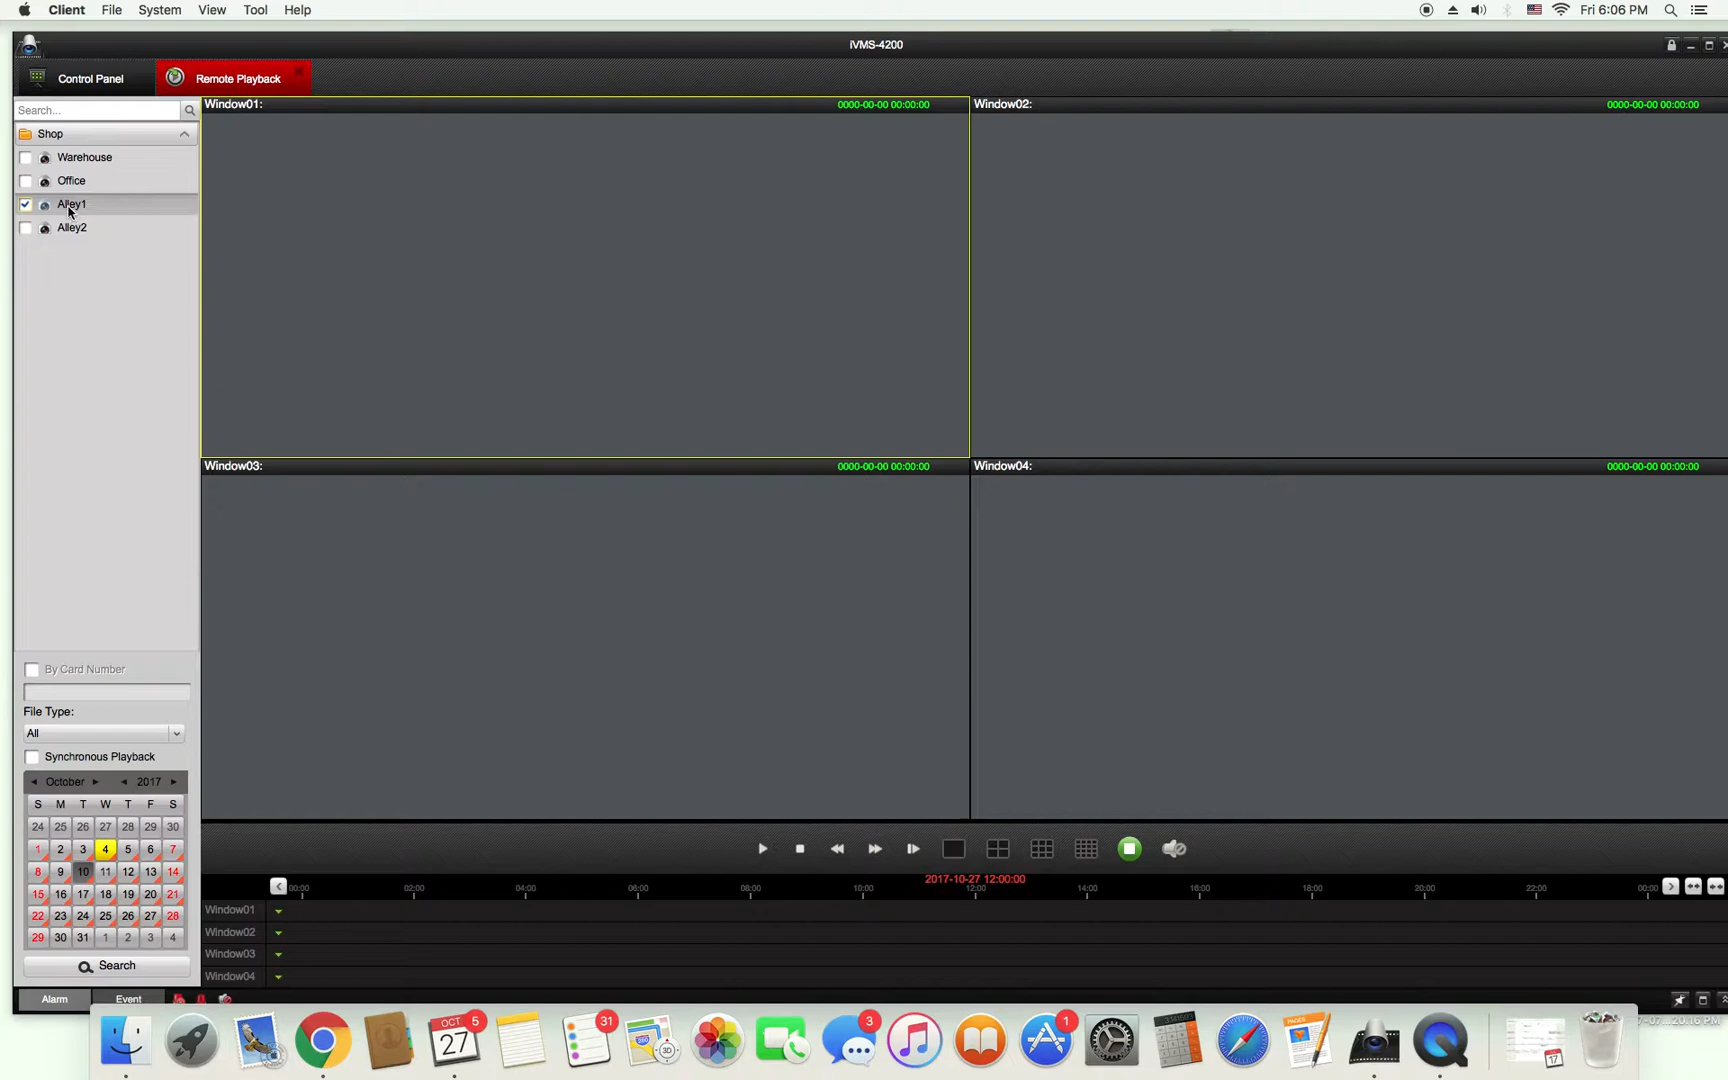 Client File System View Tool Help Fri 6:06 PM
iVMS-4200
Control Panel Remote Playback
Search...
Shop
Warehouse
Office
Alley1
Alley2
Window01: 0000-00-00 00:00:00
Window02: 0000-00-00 00:00:00
Window03: 0000-00-00 00:00:00
Window04: 0000-00-00 00:00:00
By Card Number
File Type:
All
Synchronous Playback
October 2017
S M T W T F S
24 25 26 27 28 29 30
1 2 3 4 5 6 7
8 9 10 11 12 13 14
15 16 17 18 19 20 21
22 23 24 25 26 27 28
29 30 31 1 2 3 4
Search
2017-10-27 12:00:00
00:00 02:00 04:00 06:00 08:00 10:00 12:00 14:00 16:00 18:00 20:00 22:00 00:00
Window01
Window02
Window03
Window04
Alarm Event
OCT
27
5
31
3D
3
1
17